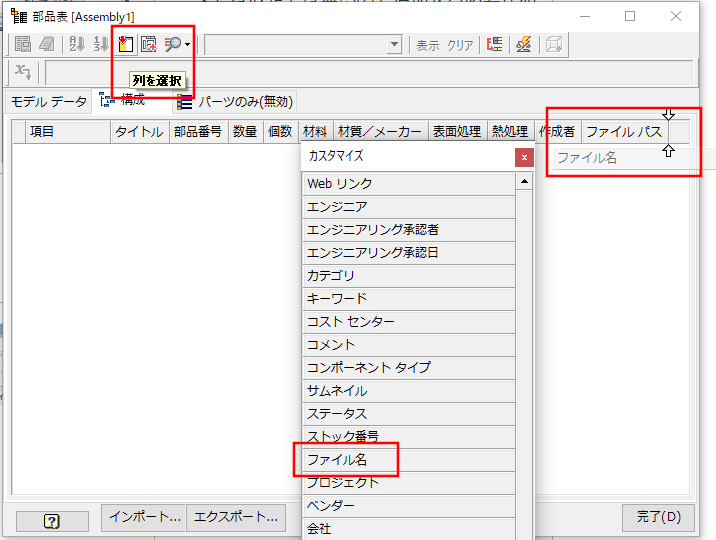 部品表 [Assembly1]
表示 クリア
列を選択
モデル データ 構成 パーツのみ(無効)
項目 タイトル 部品番号 数量 個数 材料 材質/メーカー 表面処理 熱処理 作成者 ファイル パス
ファイル名
カスタマイズ
Web リンク
エンジニア
エンジニアリング承認者
エンジニアリング承認日
カテゴリ
キーワード
コスト センター
コメント
コンポーネント タイプ
サムネイル
ステータス
ストック番号
ファイル名
プロジェクト
ベンダー
会社
インポート... エクスポート... 完了(D)